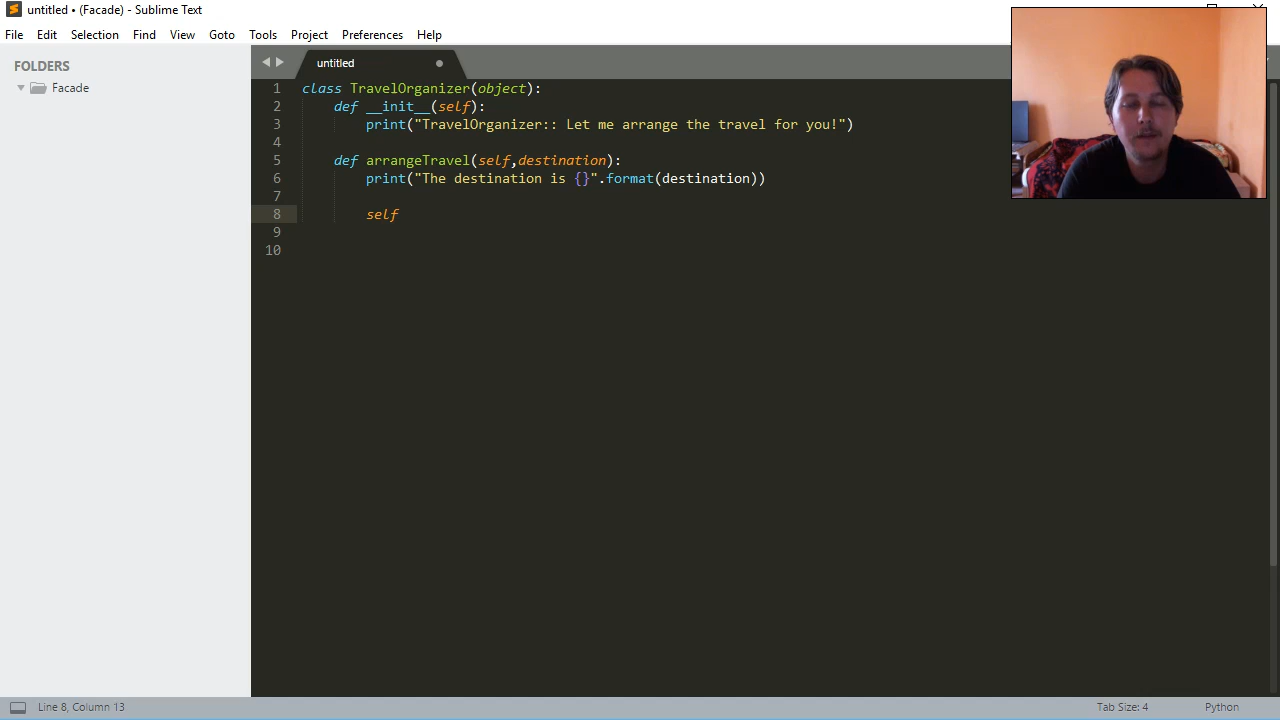 untitled • (Facade) - Sublime Text
File Edit Selection Find View Goto Tools Project Preferences Help
FOLDERS
Facade
untitled
1 class TravelOrganizer(object):
2 def __init__(self):
3 print("TravelOrganizer:: Let me arrange the travel for you!")
4
5 def arrangeTravel(self,destination):
6 print("The destination is {}".format(destination))
7
8 self
9
10
Line 8, Column 13
Tab Size: 4
Python